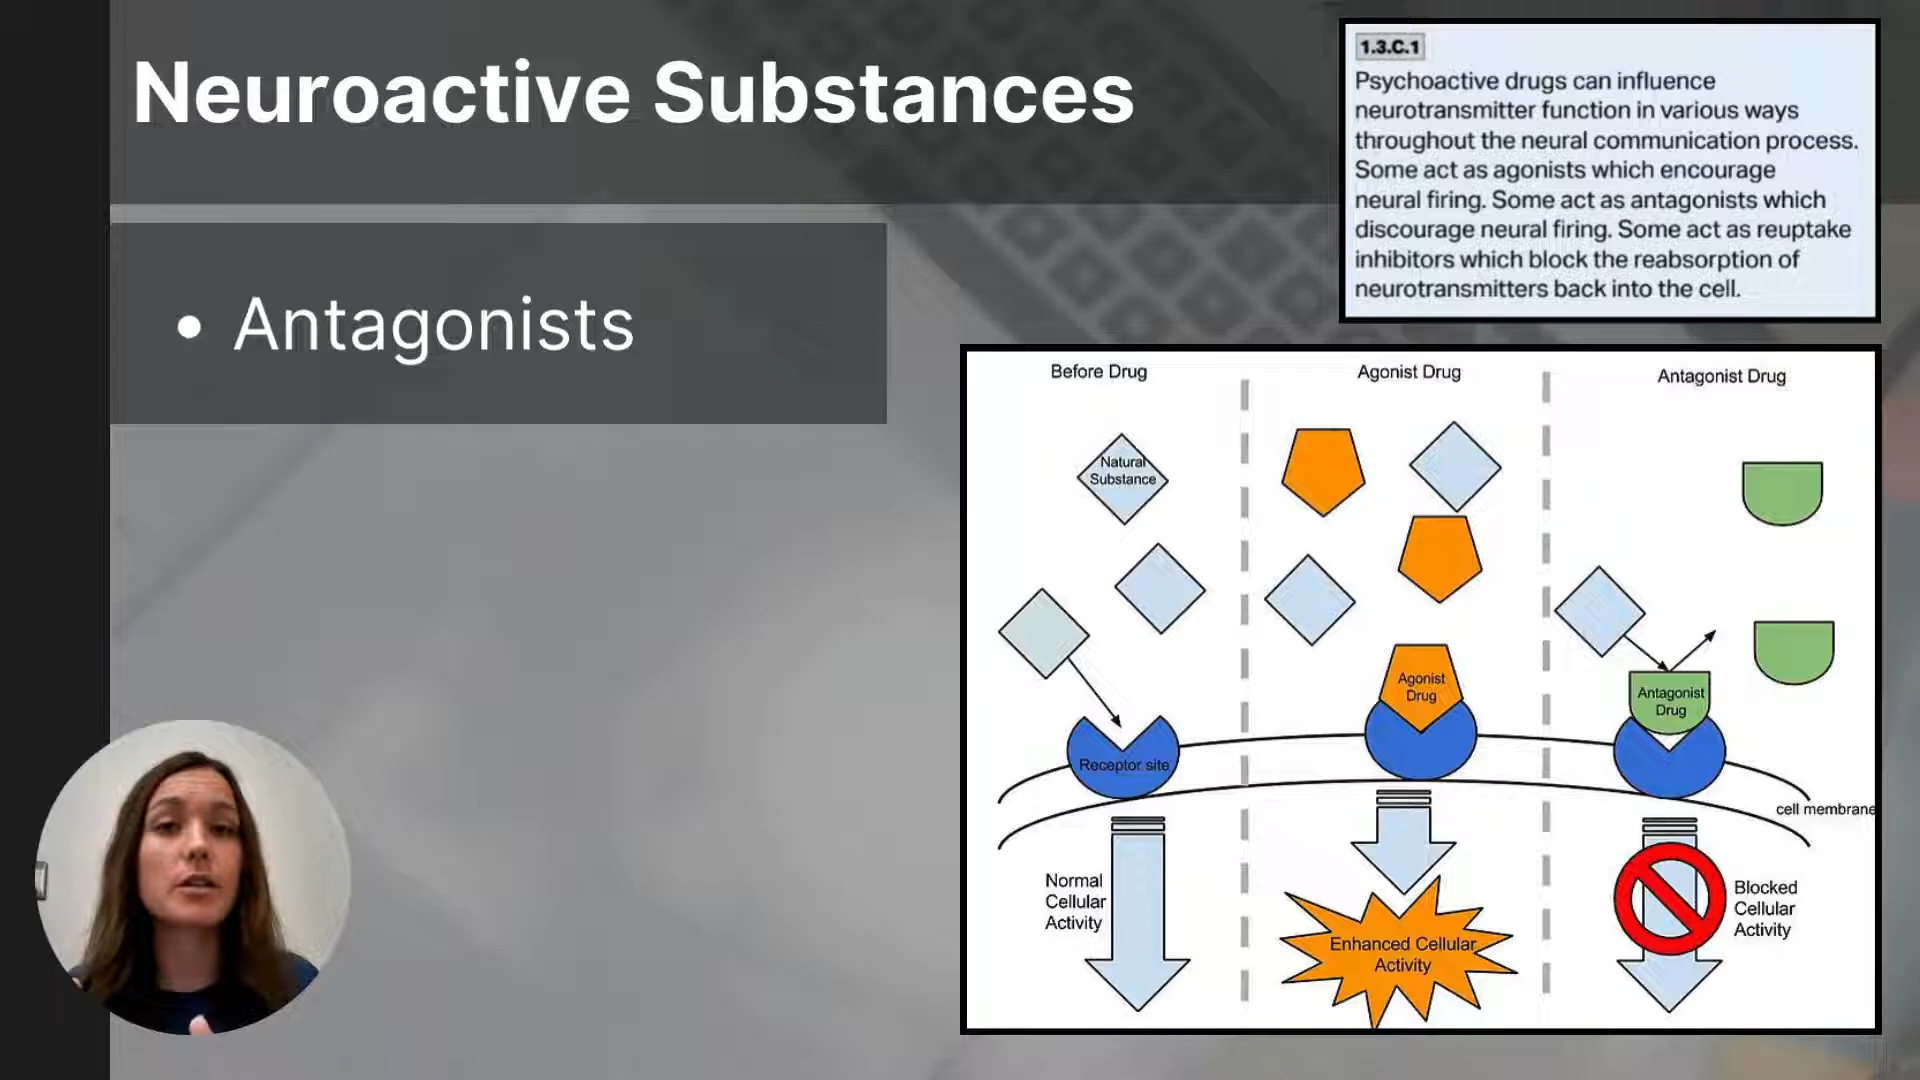 Neuroactive Substances
1.3.C.1
Psychoactive drugs can influence
neurotransmitter function in various ways
throughout the neural communication process.
Some act as agonists which encourage
neural firing. Some act as antagonists which
discourage neural firing. Some act as reuptake
inhibitors which block the reabsorption of
neurotransmitters back into the cell.
• Antagonists
Before Drug
Agonist Drug
Antagonist Drug
Natural
Substance
Agonist
Drug
Antagonist
Drug
Receptor site
cell membrane
Normal
Cellular
Activity
Enhanced Cellular
Activity
Blocked
Cellular
Activity